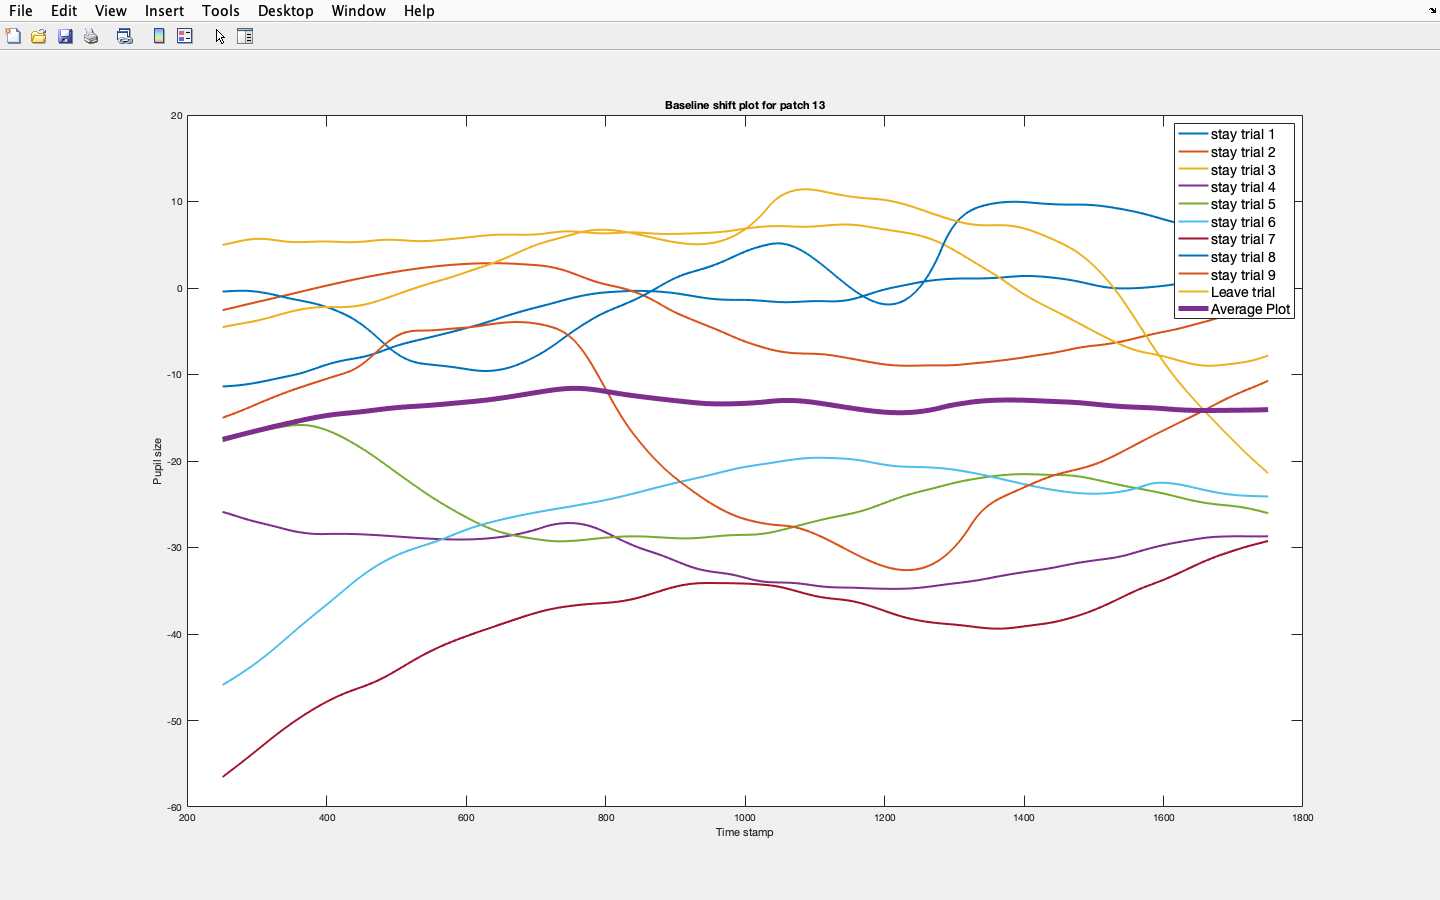 File Edit View Insert Tools Desktop Window Help
Baseline shift plot for patch 13
20
10
0
-10
-20
-30
-40
-50
-60
Pupil size
200 400 600 800 1000 1200 1400 1600 1800
Time stamp
stay trial 1
stay trial 2
stay trial 3
stay trial 4
stay trial 5
stay trial 6
stay trial 7
stay trial 8
stay trial 9
Leave trial
Average Plot